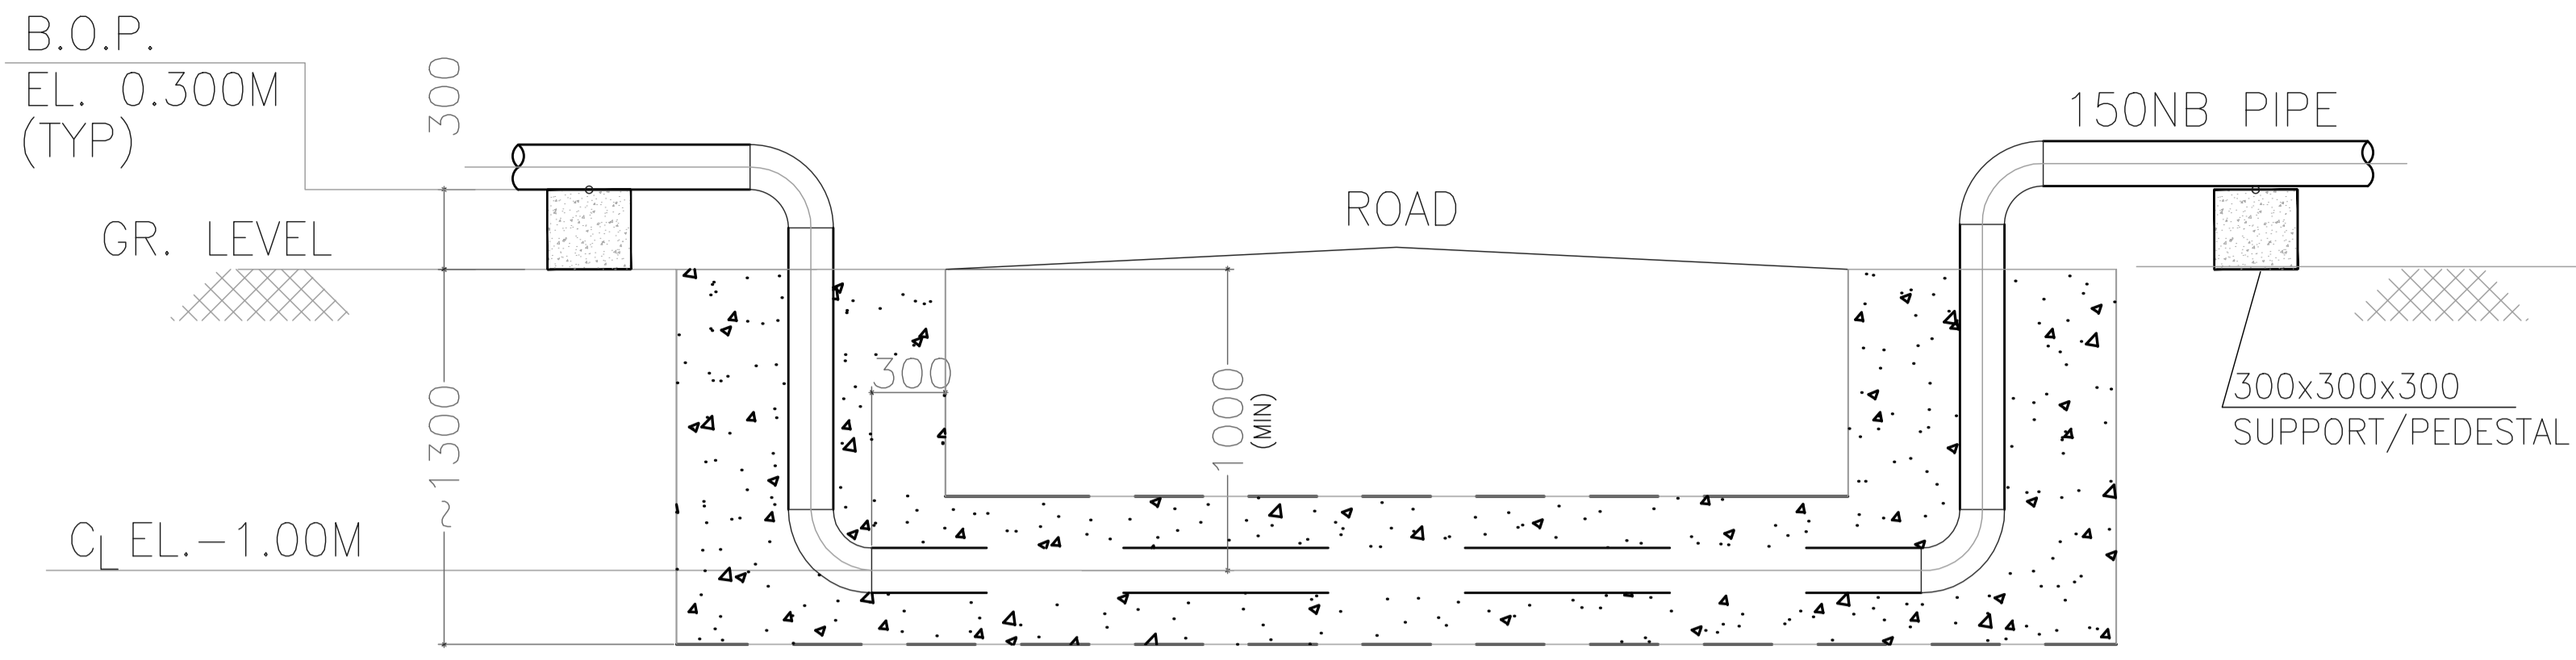 B.O.P.
EL. 0.300M
(TYP)
300
150NB PIPE
ROAD
GR. LEVEL
300
1000
(MIN)
~1300
300x300x300
SUPPORT/PEDESTAL
CL EL.-1.00M